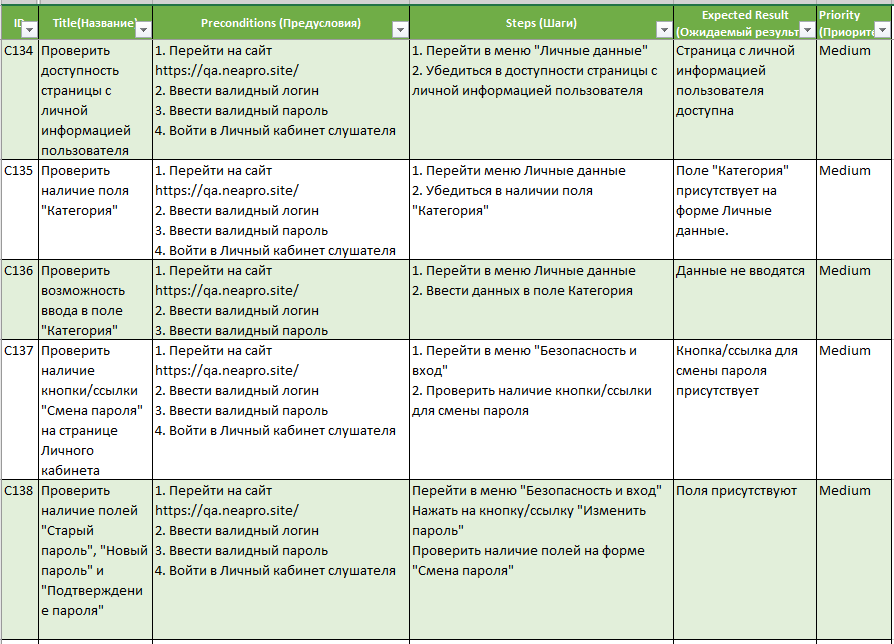 ID
Title(Название)
Preconditions (Предусловия)
Steps (Шаги)
Expected Result
(Ожидаемый результ
Priority
(Приорите
C134
Проверить
доступность
страницы с
личной
информацией
пользователя
1. Перейти на сайт
https://qa.neapro.site/
2. Ввести валидный логин
3. Ввести валидный пароль
4. Войти в Личный кабинет слушателя
1. Перейти в меню "Личные данные"
2. Убедиться в доступности страницы с
личной информацией пользователя
Страница с личной
информацией
пользователя
доступна
Medium
C135
Проверить
наличие поля
"Категория"
1. Перейти на сайт
https://qa.neapro.site/
2. Ввести валидный логин
3. Ввести валидный пароль
4. Войти в Личный кабинет слушателя
1. Перейти меню Личные данные
2. Убедиться в наличии поля
"Категория"
Поле "Категория"
присутствует на
форме Личные
данные.
Medium
C136
Проверить
возможность
ввода в поле
"Категория"
1. Перейти на сайт
https://qa.neapro.site/
2. Ввести валидный логин
3. Ввести валидный пароль
1. Перейти в меню Личные данные
2. Ввести данных в поле Категория
Данные не вводятся
Medium
C137
Проверить
наличие
кнопки/ссылки
"Смена пароля"
на странице
Личного
кабинета
1. Перейти на сайт
https://qa.neapro.site/
2. Ввести валидный логин
3. Ввести валидный пароль
4. Войти в Личный кабинет слушателя
1. Перейти в меню "Безопасность и
вход"
2. Проверить наличие кнопки/ссылки
для смены пароля
Кнопка/ссылка для
смены пароля
присутствует
Medium
C138
Проверить
наличие полей
"Старый
пароль", "Новый
пароль" и
"Подтверждени
е пароля"
1. Перейти на сайт
https://qa.neapro.site/
2. Ввести валидный логин
3. Ввести валидный пароль
4. Войти в Личный кабинет слушателя
Перейти в меню "Безопасность и вход"
Нажать на кнопку/ссылку "Изменить
пароль"
Проверить наличие полей на форме
"Смена пароля"
Поля присутствуют
Medium